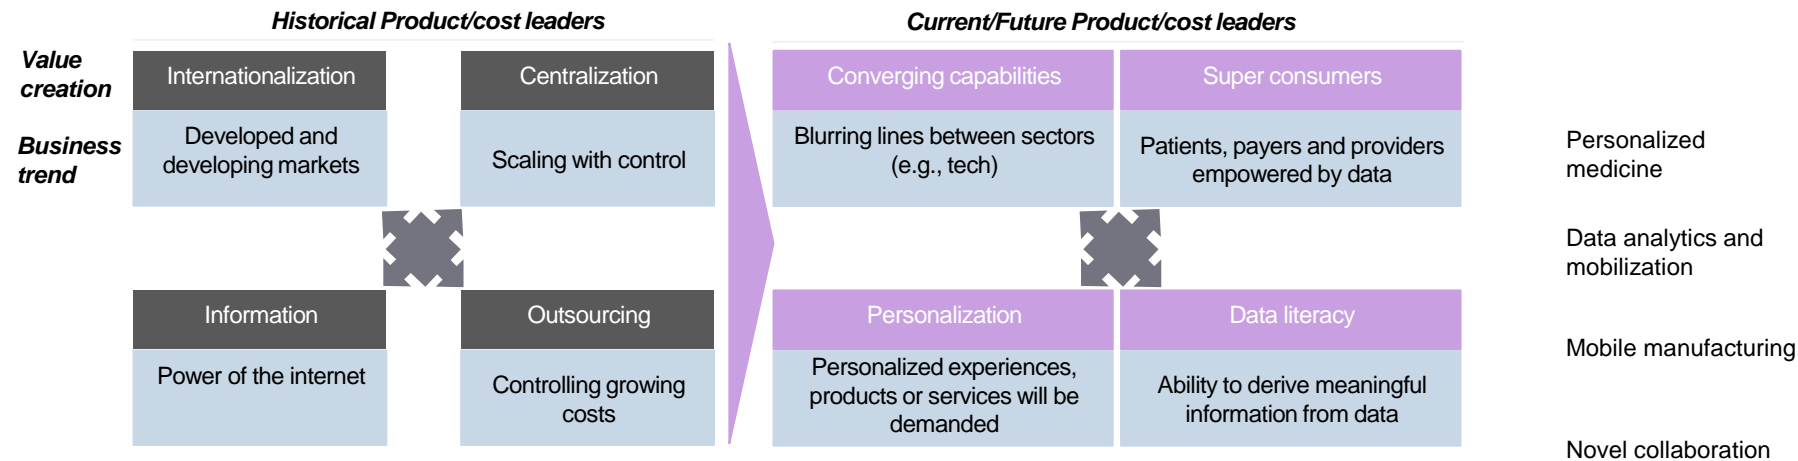 Historical Product/cost leaders
Current/Future Product/cost leaders
Value
creation
Internationalization
Centralization
Converging capabilities
Super consumers
Business
trend
Developed and
developing markets
Scaling with control
Blurring lines between sectors
(e.g., tech)
Patients, payers and providers
empowered by data
Personalized
medicine
Data analytics and
mobilization
Information
Outsourcing
Personalization
Data literacy
Power of the internet
Controlling growing
costs
Personalized experiences,
products or services will be
demanded
Ability to derive meaningful
information from data
Mobile manufacturing
Novel collaboration